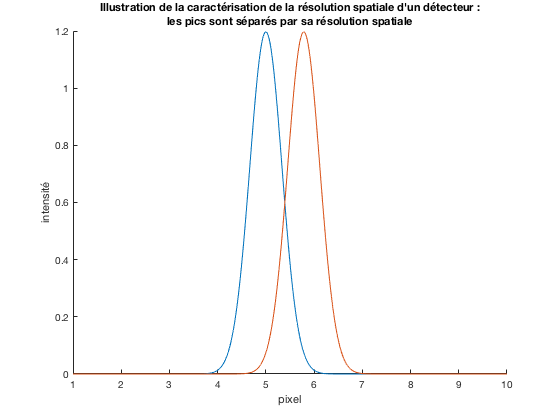 Illustration de la caractérisation de la résolution spatiale d'un détecteur :
les pics sont séparés par sa résolution spatiale
1.2
1
0.8
0.6
0.4
0.2
0
intensité
1 2 3 4 5 6 7 8 9 10
pixel